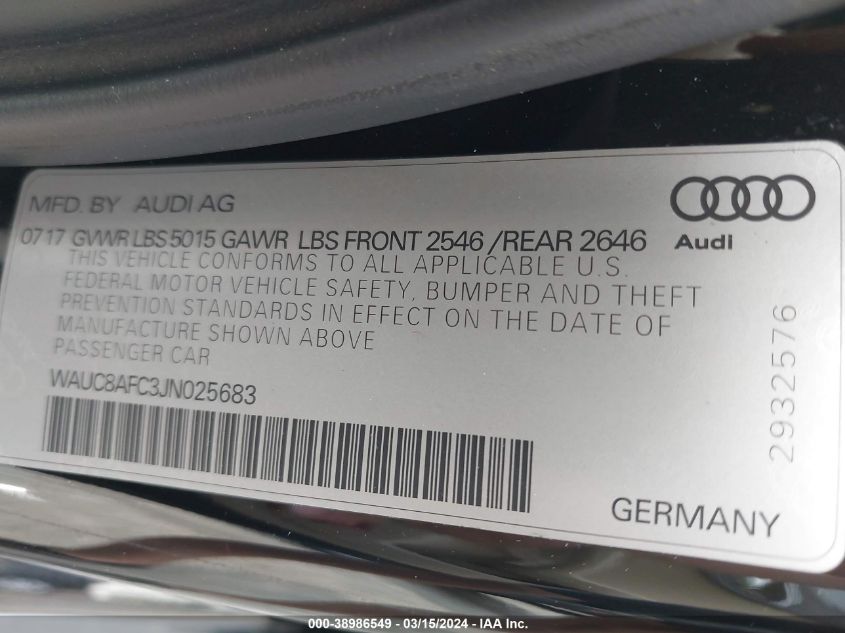 MFD. BY AUDI AG
0717 GVWR LBS 5015 GAWR LBS FRONT 2546 /REAR 2646
Audi
THIS VEHICLE CONFORMS TO ALL APPLICABLE U.S.
FEDERAL MOTOR VEHICLE SAFETY, BUMPER AND THEFT
PREVENTION STANDARDS IN EFFECT ON THE DATE OF
MANUFACTURE SHOWN ABOVE
PASSENGER CAR
WAUC8AFC3JN025683
2932576
GERMANY
000-38986549 - 03/15/2024 - IAA Inc.